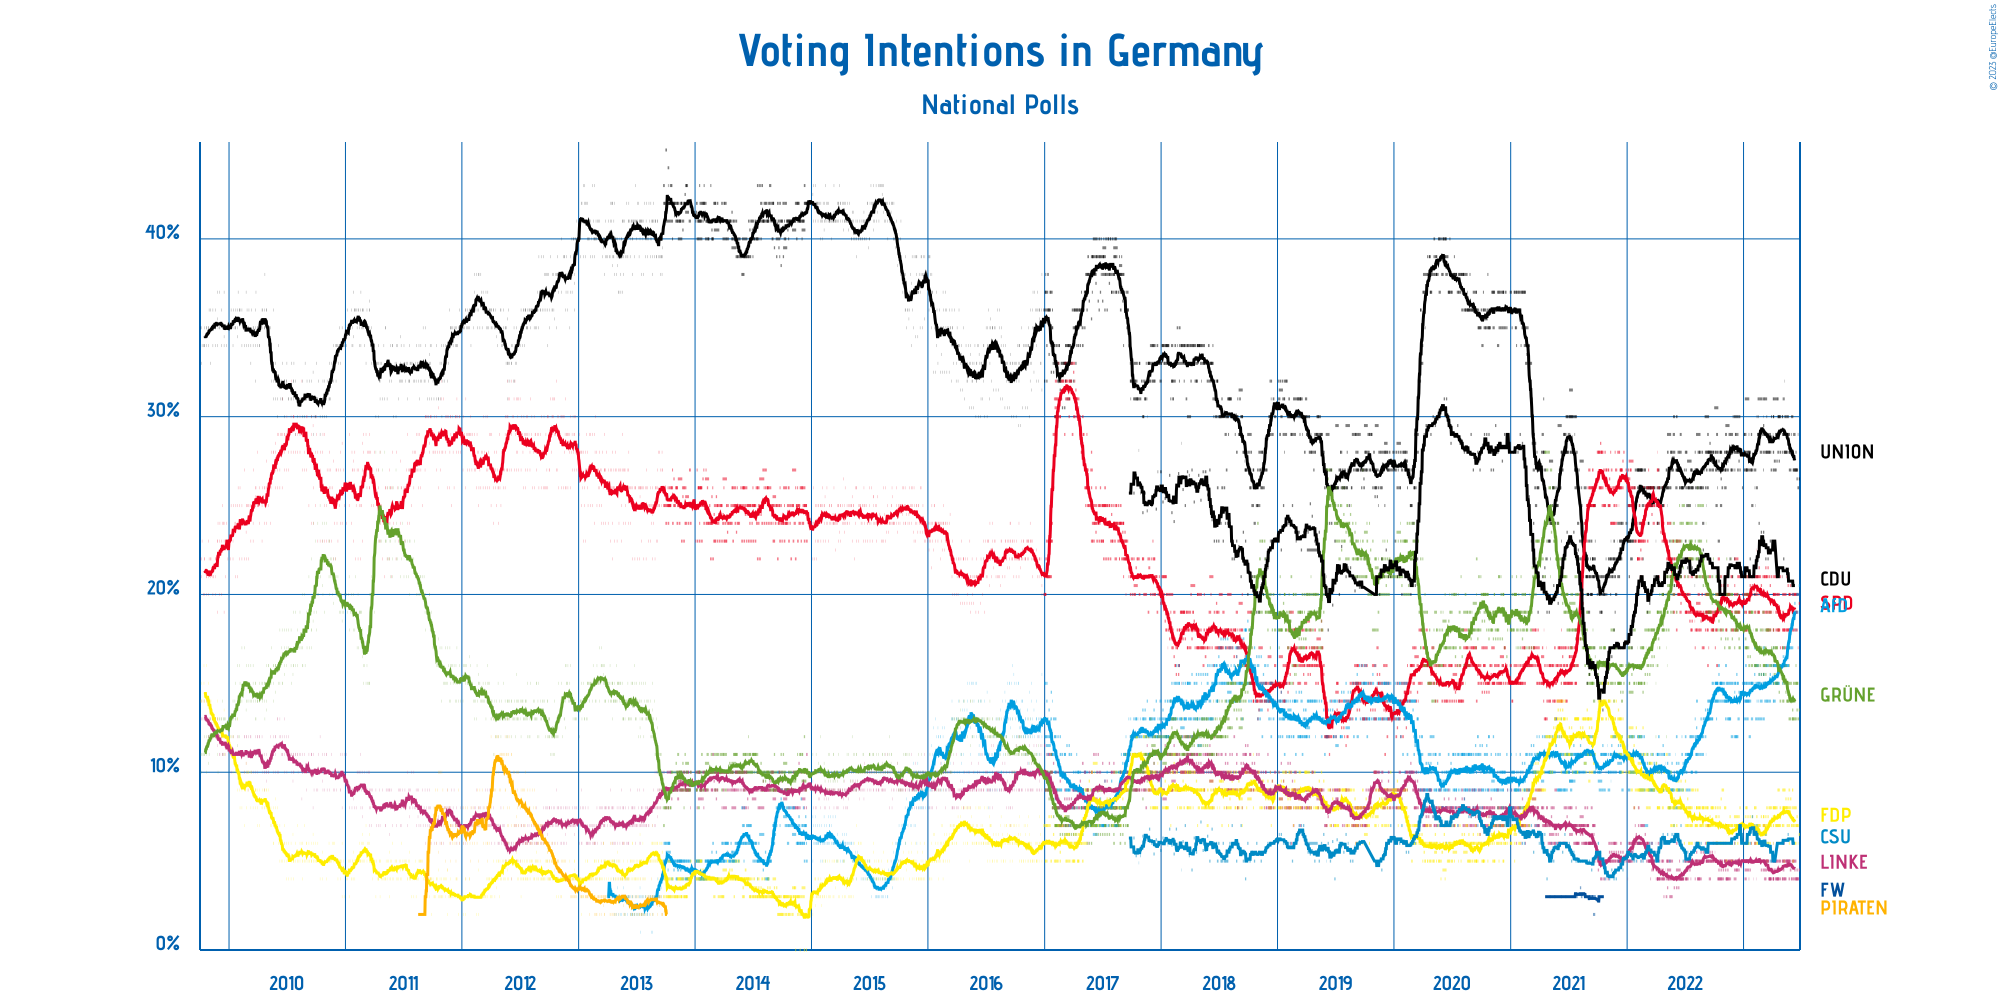 © 2023 @EuropeElects
Voting Intentions in Germany
National Polls
40%
30%
20%
10%
0%
UNION
CDU
SPD
AfD
GRÜNE
FDP
CSU
LINKE
FW
PIRATEN
2010 2011 2012 2013 2014 2015 2016 2017 2018 2019 2020 2021 2022